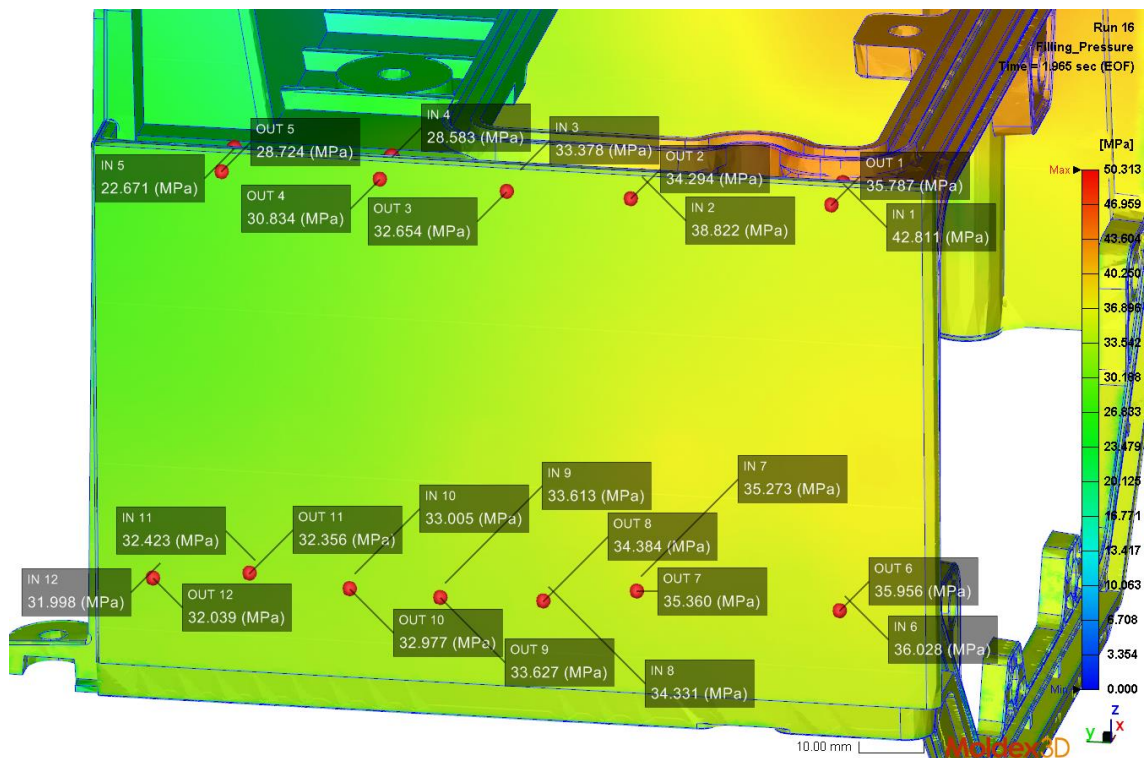 Run 16
Filling_Pressure
Time = 1.965 sec (EOF)
[MPa]
Max
50.313
46.959
43.604
40.250
36.896
33.542
30.188
26.833
23.479
20.125
16.771
13.417
10.063
6.708
3.354
Min
0.000
IN 5
22.671 (MPa)
OUT 5
28.724 (MPa)
IN 4
28.583 (MPa)
OUT 4
30.834 (MPa)
IN 3
33.378 (MPa)
OUT 3
32.654 (MPa)
OUT 2
34.294 (MPa)
IN 2
38.822 (MPa)
OUT 1
35.787 (MPa)
IN 1
42.811 (MPa)
IN 12
31.998 (MPa)
IN 11
32.423 (MPa)
OUT 12
32.039 (MPa)
OUT 11
32.356 (MPa)
IN 10
33.005 (MPa)
OUT 10
32.977 (MPa)
IN 9
33.613 (MPa)
OUT 9
33.627 (MPa)
OUT 8
34.384 (MPa)
IN 8
34.331 (MPa)
IN 7
35.273 (MPa)
OUT 7
35.360 (MPa)
OUT 6
35.956 (MPa)
IN 6
36.028 (MPa)
10.00 mm
Moldex3D
z
y
x